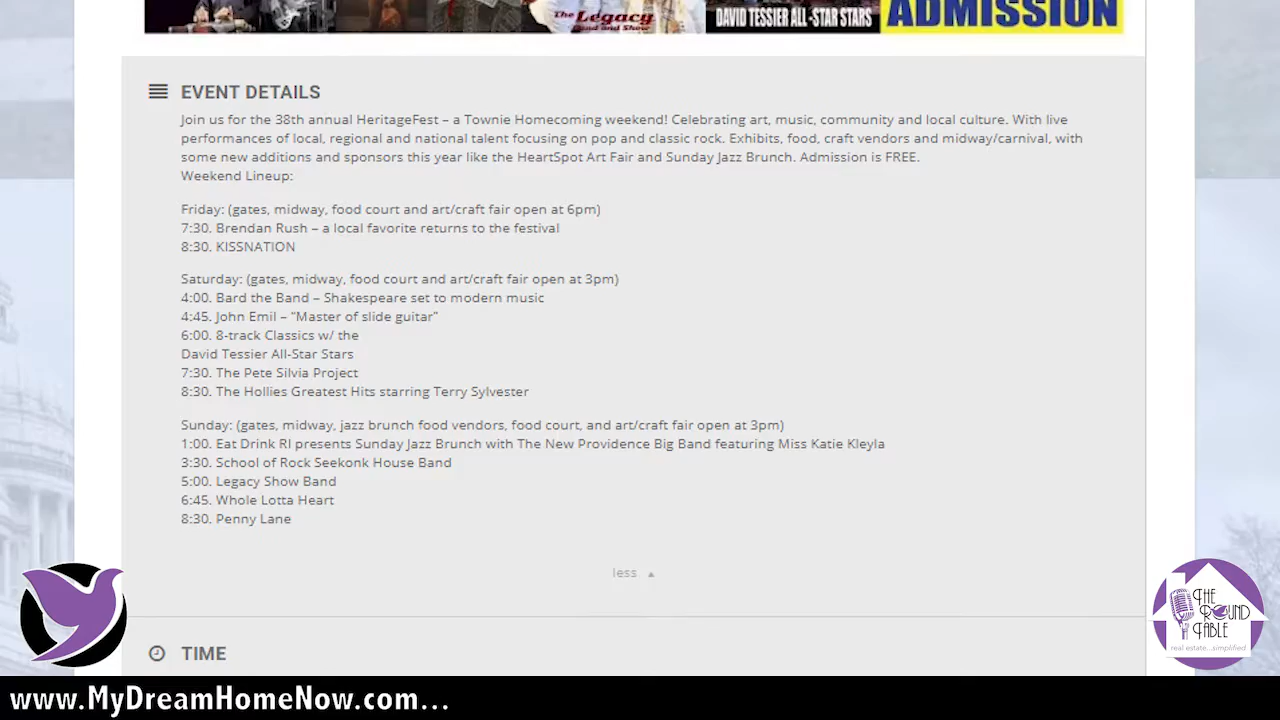 The Legacy
Band and Show
DAVID TESSIER ALL-STAR STARS
ADMISSION
EVENT DETAILS
Join us for the 38th annual HeritageFest – a Townie Homecoming weekend! Celebrating art, music, community and local culture. With live
performances of local, regional and national talent focusing on pop and classic rock. Exhibits, food, craft vendors and midway/carnival, with
some new additions and sponsors this year like the HeartSpot Art Fair and Sunday Jazz Brunch. Admission is FREE.
Weekend Lineup:
Friday: (gates, midway, food court and art/craft fair open at 6pm)
7:30. Brendan Rush – a local favorite returns to the festival
8:30. KISSNATION
Saturday: (gates, midway, food court and art/craft fair open at 3pm)
4:00. Bard the Band – Shakespeare set to modern music
4:45. John Emil – “Master of slide guitar”
6:00. 8-track Classics w/ the
David Tessier All-Star Stars
7:30. The Pete Silvia Project
8:30. The Hollies Greatest Hits starring Terry Sylvester
Sunday: (gates, midway, jazz brunch food vendors, food court, and art/craft fair open at 3pm)
1:00. Eat Drink RI presents Sunday Jazz Brunch with The New Providence Big Band featuring Miss Katie Kleyla
3:30. School of Rock Seekonk House Band
5:00. Legacy Show Band
6:45. Whole Lotta Heart
8:30. Penny Lane
less
TIME
THE
ROUND
TABLE
real estate...simplified
www.MyDreamHomeNow.com...